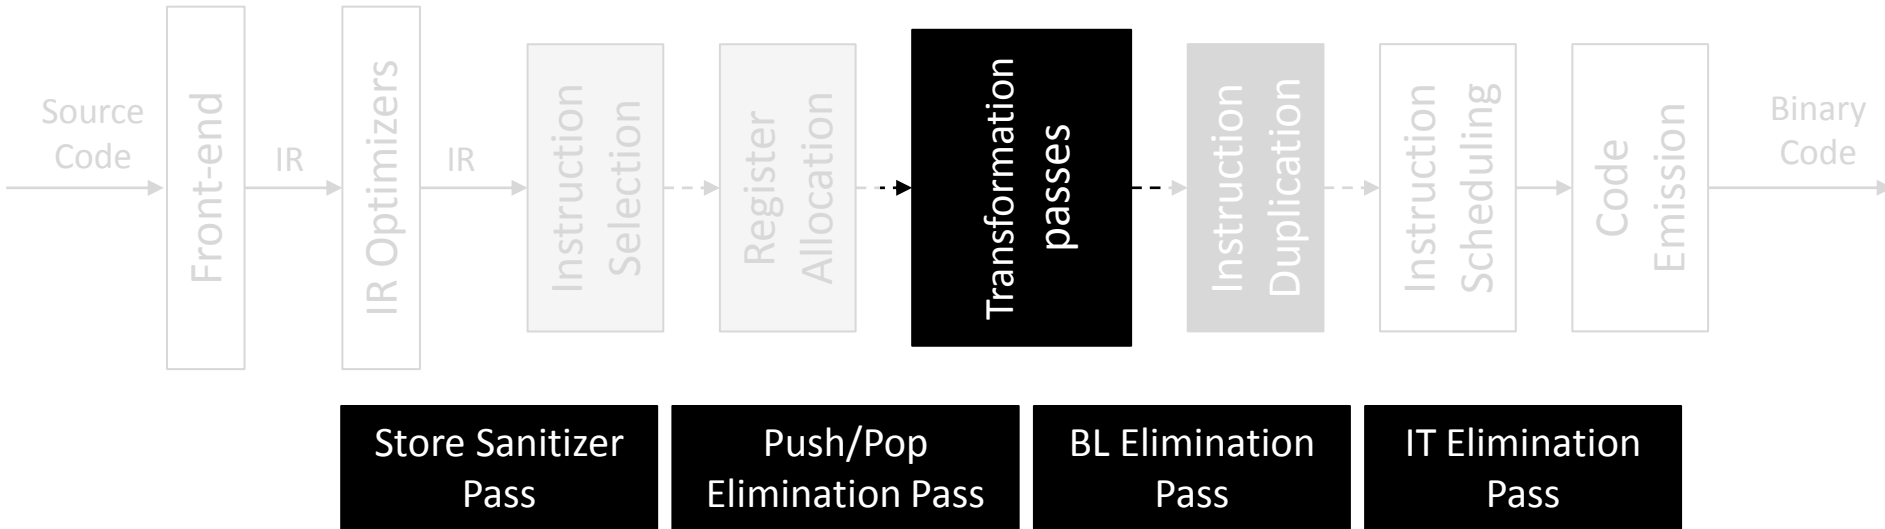 Source
Code
Front-end
IR
IR Optimizers
IR
Instruction
Selection
Register
Allocation
Transformation
passes
Instruction
Duplication
Instruction
Scheduling
Code
Emission
Binary
Code
Store Sanitizer
Pass
Push/Pop
Elimination Pass
BL Elimination
Pass
IT Elimination
Pass